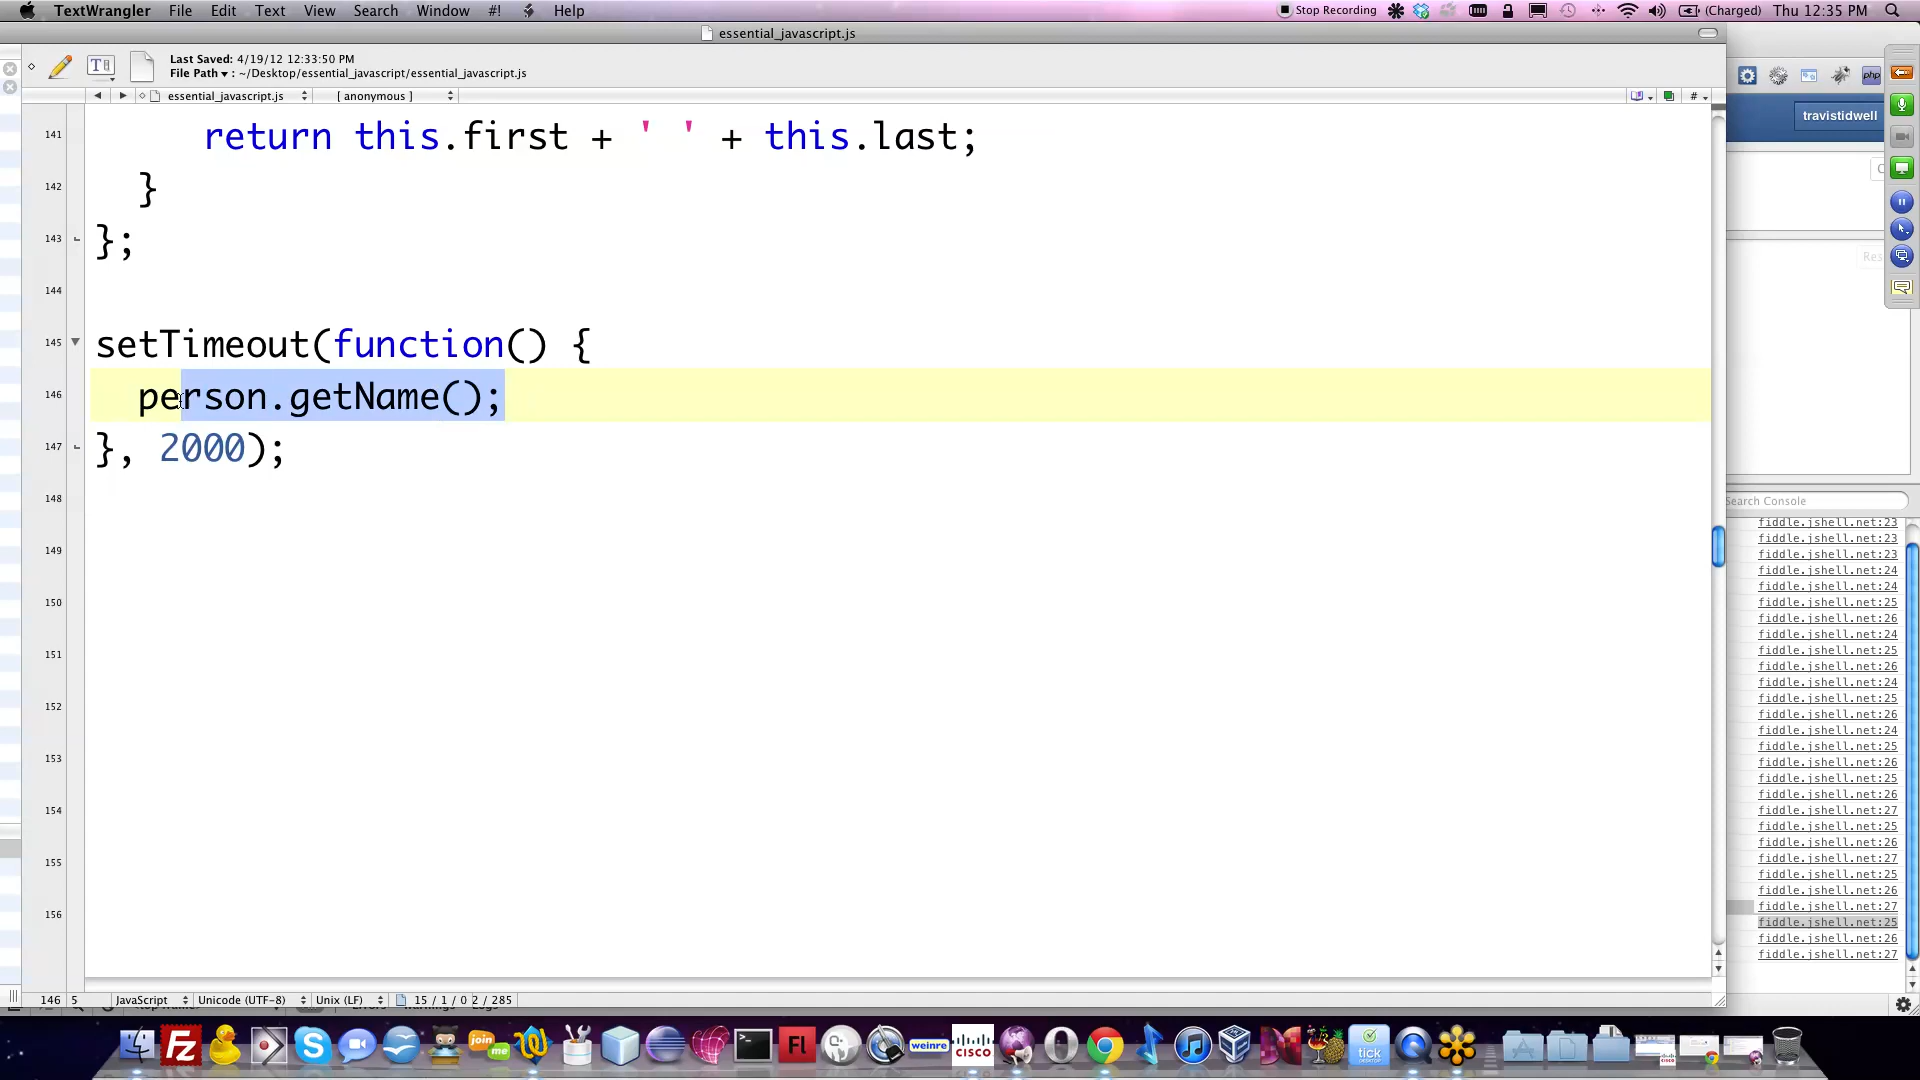 TextWrangler File Edit Text View Search Window #! Help Stop Recording (Charged) Thu 12:35 PM
essential_javascript.js
Last Saved: 4/19/12 12:33:50 PM
File Path ▾ : ~/Desktop/essential_javascript/essential_javascript.js
essential_javascript.js [ anonymous ] #
php
travistidwell
141 return this.first + ' ' + this.last;
142 }
143 };
144
145 setTimeout(function() {
146 person.getName();
147 }, 2000);
148
149
150
151
152
153
154
155
156
Res
Search Console
fiddle.jshell.net:23
fiddle.jshell.net:23
fiddle.jshell.net:23
fiddle.jshell.net:24
fiddle.jshell.net:24
fiddle.jshell.net:25
fiddle.jshell.net:26
fiddle.jshell.net:24
fiddle.jshell.net:25
fiddle.jshell.net:26
fiddle.jshell.net:24
fiddle.jshell.net:25
fiddle.jshell.net:26
fiddle.jshell.net:24
fiddle.jshell.net:25
fiddle.jshell.net:26
fiddle.jshell.net:25
fiddle.jshell.net:26
fiddle.jshell.net:27
fiddle.jshell.net:25
fiddle.jshell.net:26
fiddle.jshell.net:27
fiddle.jshell.net:25
fiddle.jshell.net:26
fiddle.jshell.net:27
fiddle.jshell.net:25
fiddle.jshell.net:26
fiddle.jshell.net:27
146 5 JavaScript Unicode (UTF-8) Unix (LF) 15 / 1 / 0 2 / 285
Fz join me Fl weinre CISCO tick